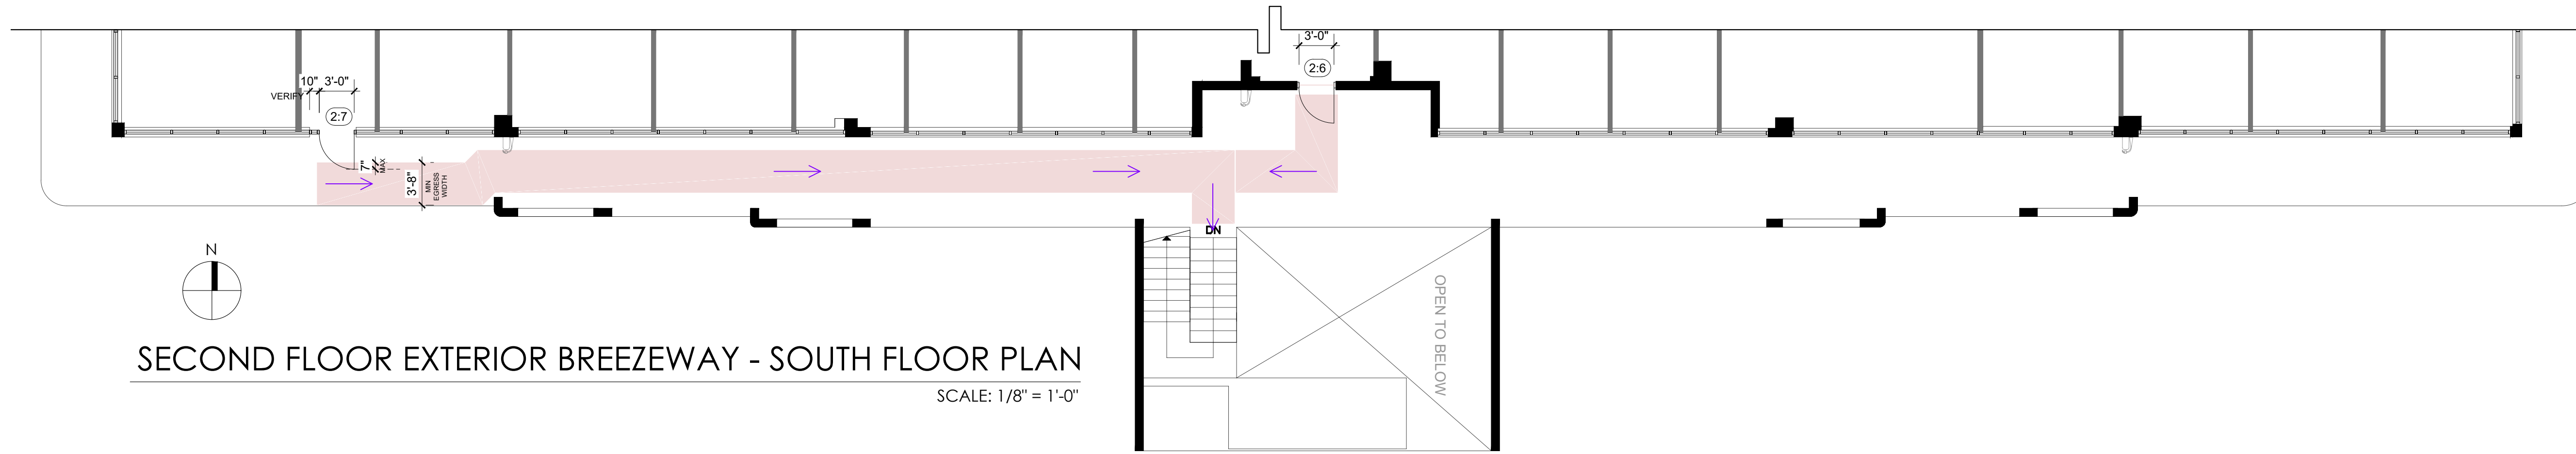 3'-0"
2:6
10" 3'-0"
VERIFY
2:7
7"
MAX
3'-8"
MIN
EGRESS
WIDTH
DN
N
OPEN TO BELOW
SECOND FLOOR EXTERIOR BREEZEWAY - SOUTH FLOOR PLAN
SCALE: 1/8" = 1'-0"